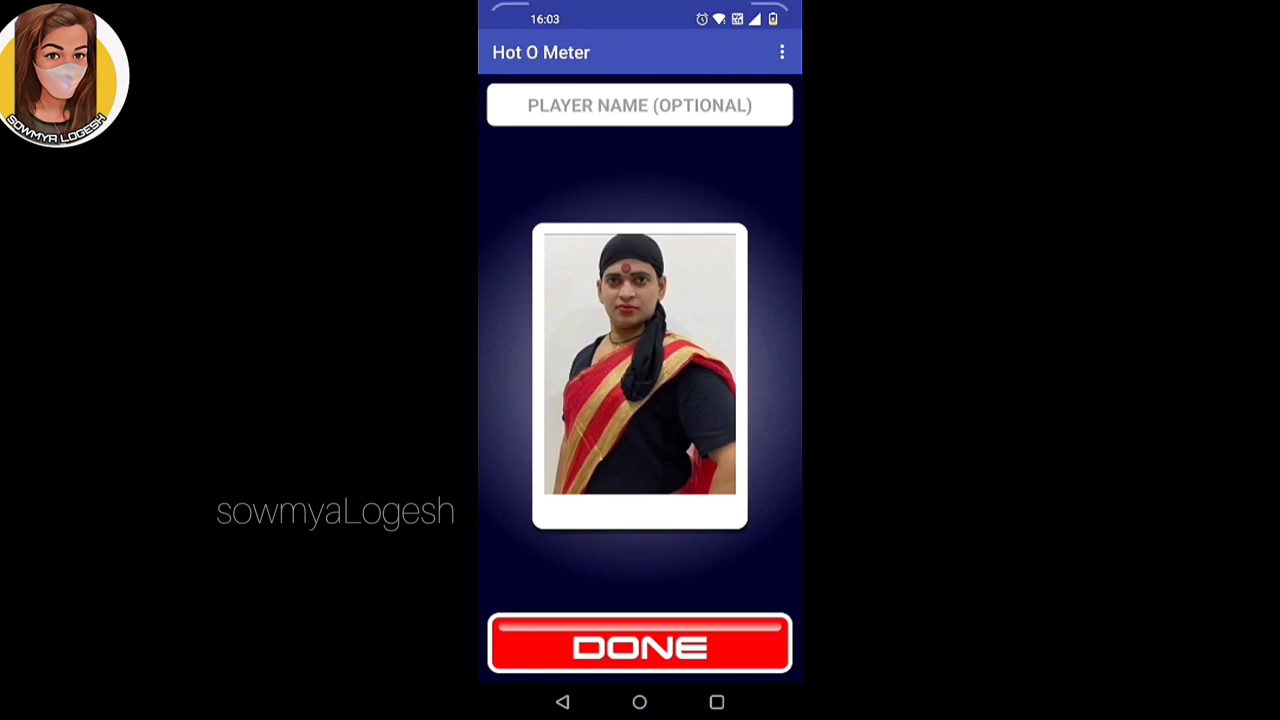 SOWMYA LOGESH
16:03
Hot O Meter
PLAYER NAME (OPTIONAL)
sowmyaLogesh
DONE